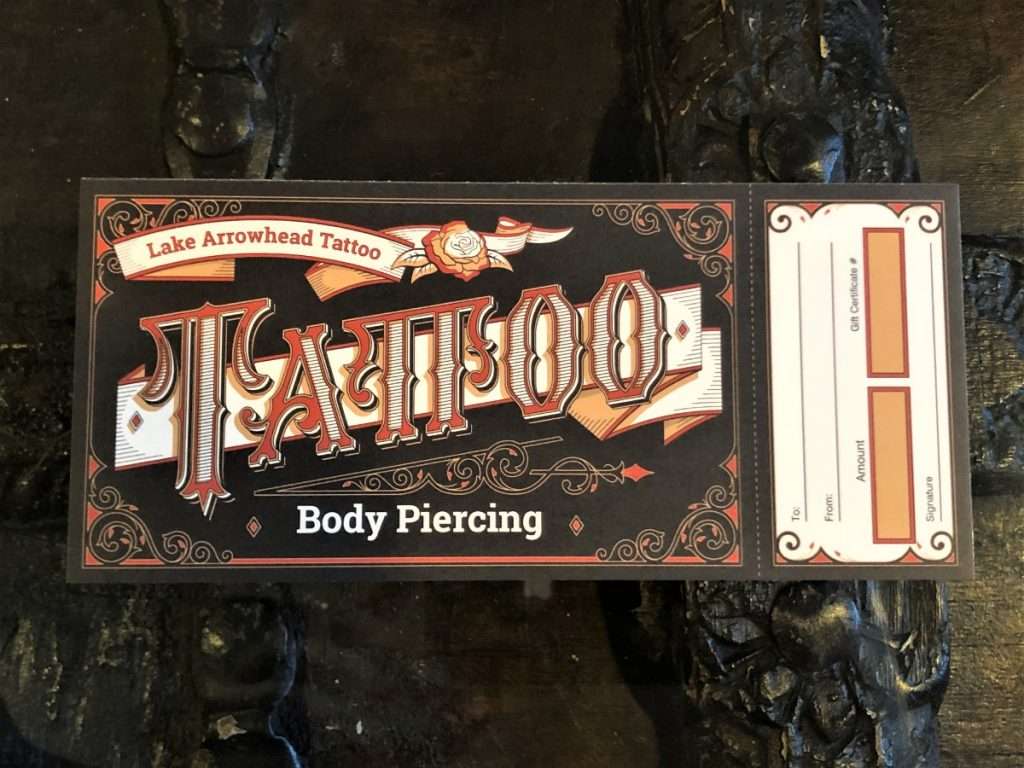 Lake Arrowhead Tattoo
TATTOO
Body Piercing
To:
From:
Gift Certificate #
Amount
Signature